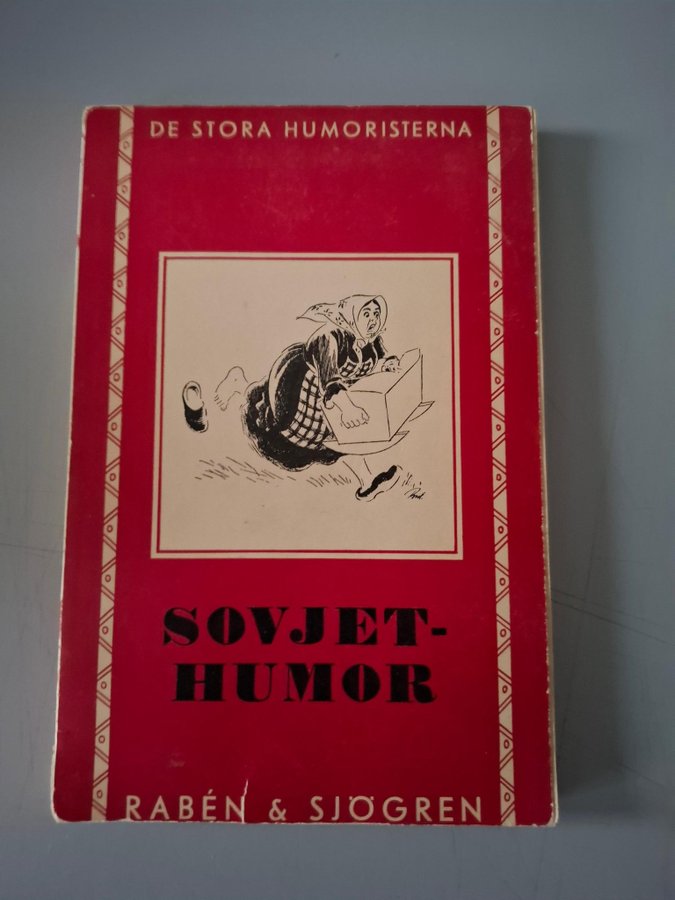 DE STORA HUMORISTERNA
SOVJET-
HUMOR
RABÉN & SJÖGREN